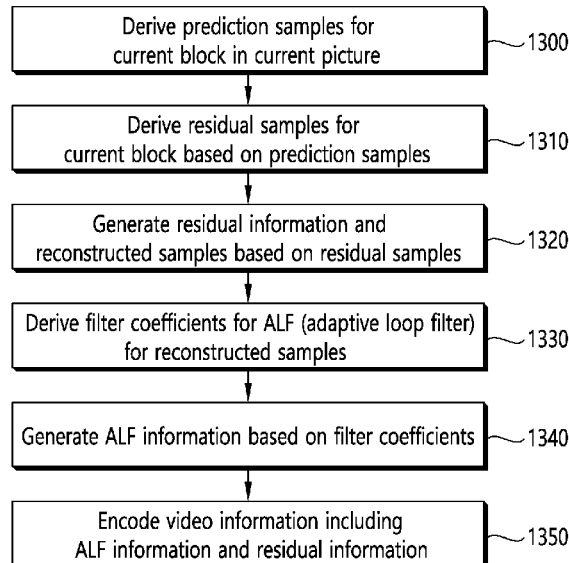 Derive prediction samples for
current block in current picture
1300
Derive residual samples for
current block based on prediction samples
1310
Generate residual information and
reconstructed samples based on residual samples
1320
Derive filter coefficients for ALF (adaptive loop filter)
for reconstructed samples
1330
Generate ALF information based on filter coefficients
1340
Encode video information including
ALF information and residual information
1350